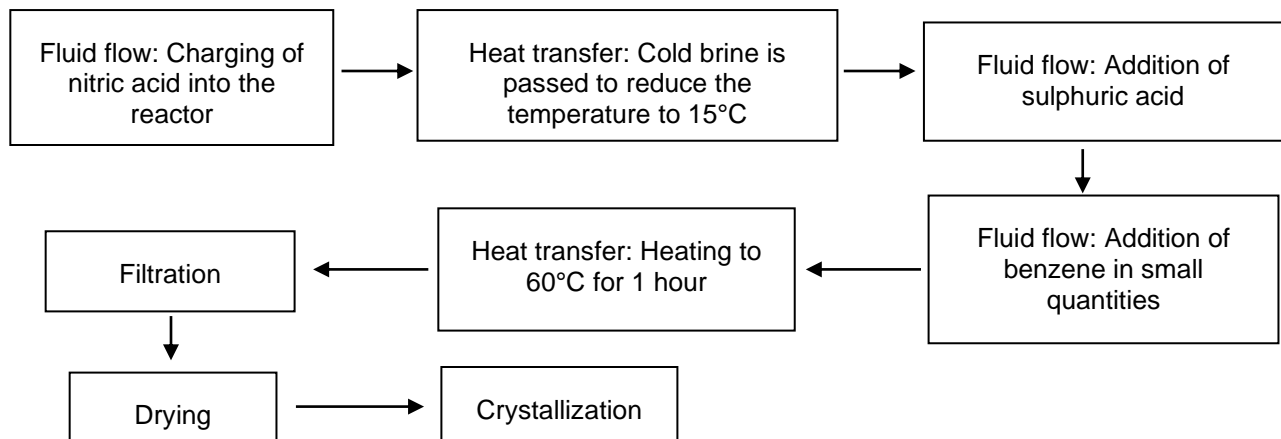 Fluid flow: Charging of
nitric acid into the
reactor
Heat transfer: Cold brine is
passed to reduce the
temperature to 15°C
Fluid flow: Addition of
sulphuric acid
Fluid flow: Addition of
benzene in small
quantities
Heat transfer: Heating to
60°C for 1 hour
Filtration
Drying
Crystallization